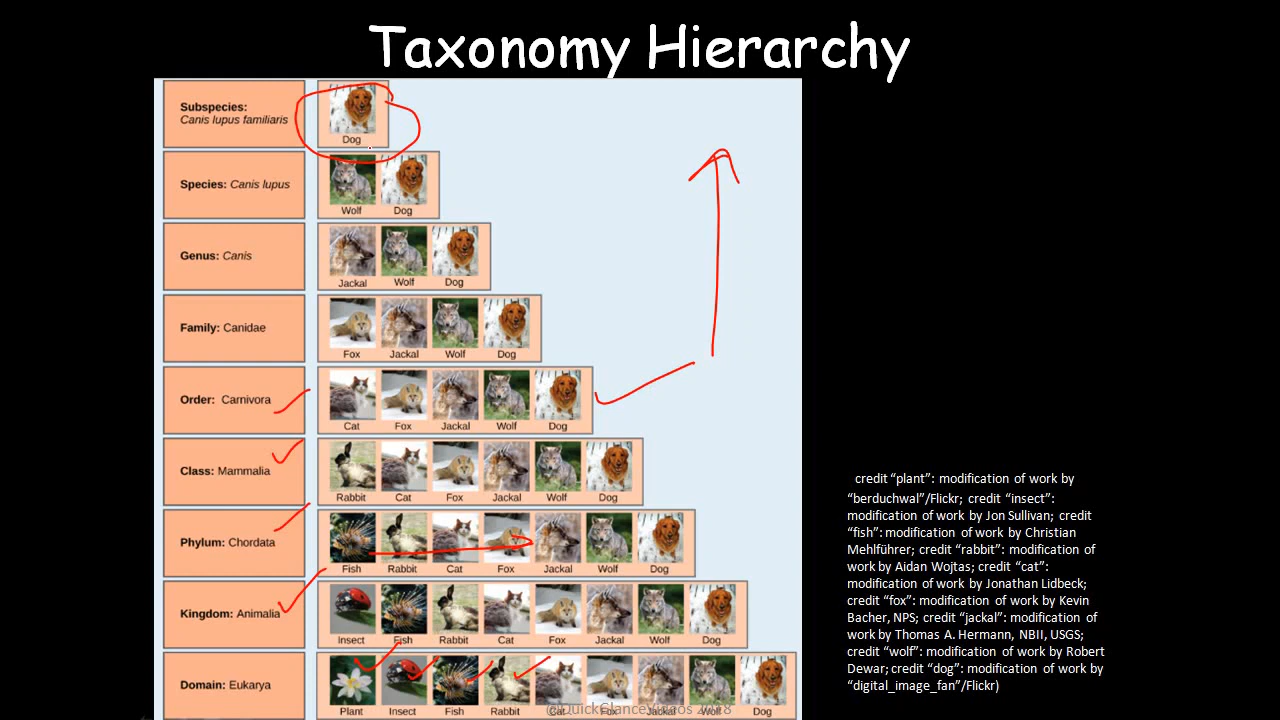 Taxonomy Hierarchy
Subspecies:
Canis lupus familiaris
Dog
Species: Canis lupus
Wolf Dog
Genus: Canis
Jackal Wolf Dog
Family: Canidae
Fox Jackal Wolf Dog
Order: Carnivora
Cat Fox Jackal Wolf Dog
Class: Mammalia
Rabbit Cat Fox Jackal Wolf Dog
Phylum: Chordata
Fish Rabbit Cat Fox Jackal Wolf Dog
Kingdom: Animalia
Insect Fish Rabbit Cat Fox Jackal Wolf Dog
Domain: Eukarya
Plant Insect Fish Rabbit Cat Fox Jackal Wolf Dog
credit “plant”: modification of work by
“berduchwal”/Flickr; credit “insect”:
modification of work by Jon Sullivan; credit
“fish”: modification of work by Christian
Mehlführer; credit “rabbit”: modification of
work by Aidan Wojtas; credit “cat”:
modification of work by Jonathan Lidbeck;
credit “fox”: modification of work by Kevin
Bacher, NPS; credit “jackal”: modification of
work by Thomas A. Hermann, NBII, USGS;
credit “wolf”: modification of work by Robert
Dewar; credit “dog”: modification of work by
“digital_image_fan”/Flickr)